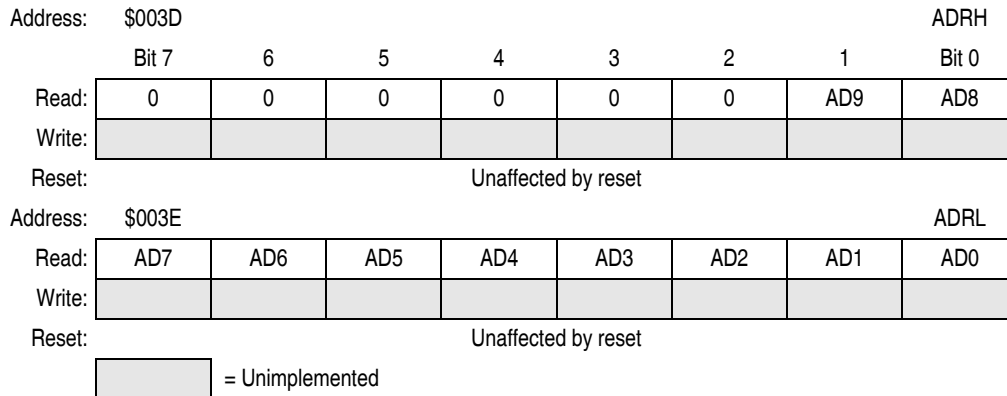 Address: $003D ADRH
Bit 7 6 5 4 3 2 1 Bit 0
Read: 0 0 0 0 0 0 AD9 AD8
Write:
Reset: Unaffected by reset
Address: $003E ADRL
Read: AD7 AD6 AD5 AD4 AD3 AD2 AD1 AD0
Write:
Reset: Unaffected by reset
= Unimplemented